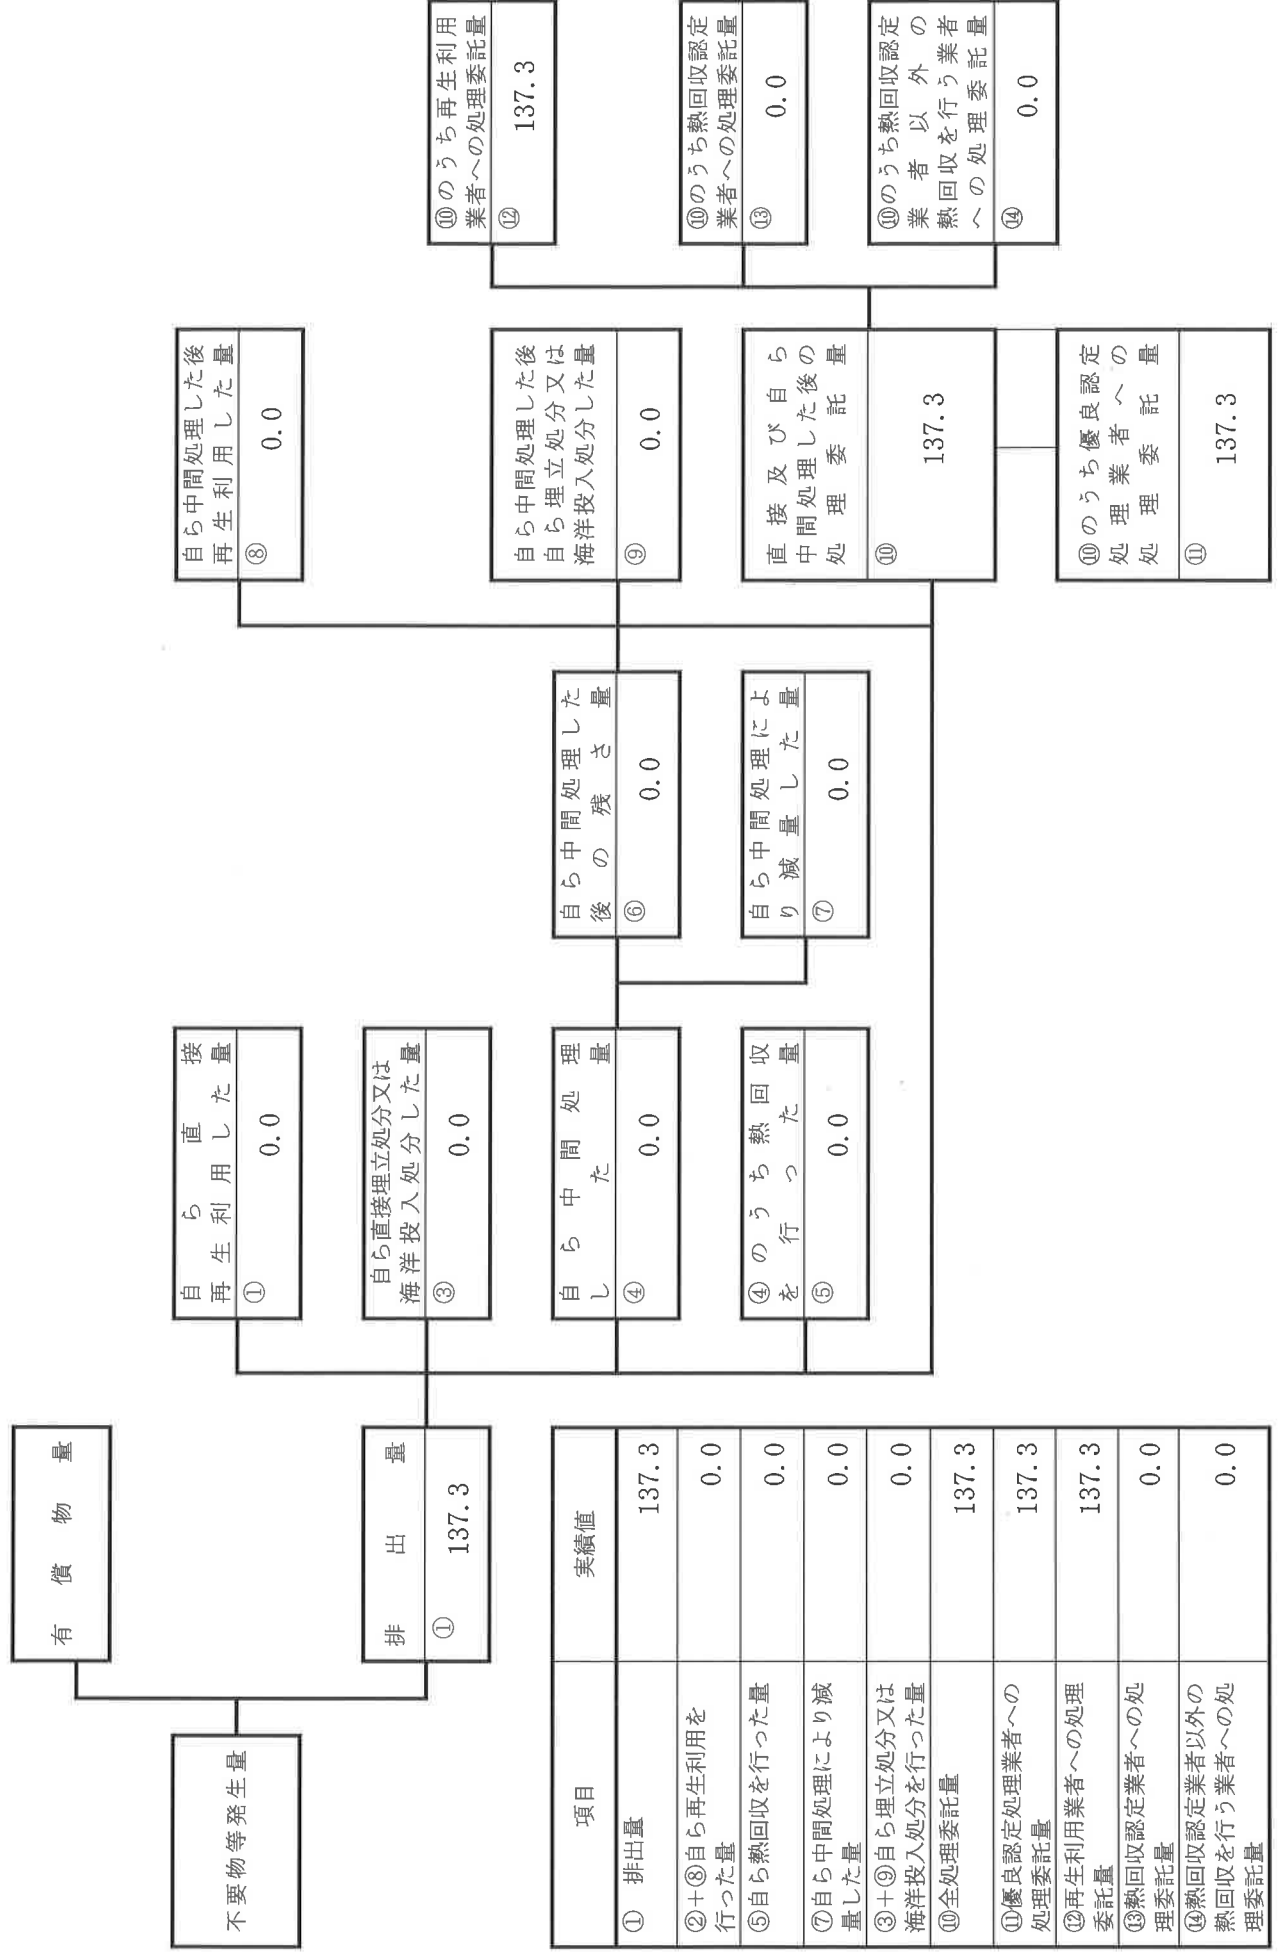 有償物量
不要物等発生量
排出量
①
137.3
自ら直接
再生利用した量
①
0.0
自ら直接埋立処分又は
海洋投入処分した量
③
0.0
自ら中間処理
した量
④
0.0
④のうち熱回収
を行った量
⑤
0.0
自ら中間処理した
後の残さ量
⑥
0.0
自ら中間処理によ
り減量した量
⑦
0.0
自ら中間処理した後
再生利用した量
⑧
0.0
自ら中間処理した後
自ら埋立処分又は
海洋投入処分した量
⑨
0.0
直接及び自ら
中間処理した後の
処理委託量
⑩
137.3
⑩のうち優良認定
処理業者への
処理委託量
⑪
137.3
⑩のうち再生利用
業者への処理委託量
⑫
137.3
⑩のうち熱回収認定
業者への処理委託量
⑬
0.0
⑩のうち熱回収認定
業者以外の
熱回収を行う業者
への処理委託量
⑭
0.0
項目 実績値
① 排出量 137.3
②＋⑧自ら再生利用を
行った量 0.0
⑤自ら熱回収を行った量 0.0
⑦自ら中間処理により減
量した量 0.0
③＋⑨自ら埋立処分又は
海洋投入処分を行った量 0.0
⑩全処理委託量 137.3
⑪優良認定処理業者への
処理委託量 137.3
⑫再生利用業者への処理
委託量 137.3
⑬熱回収認定業者への処
理委託量 0.0
⑭熱回収認定業者以外の
熱回収を行う業者への処
理委託量 0.0